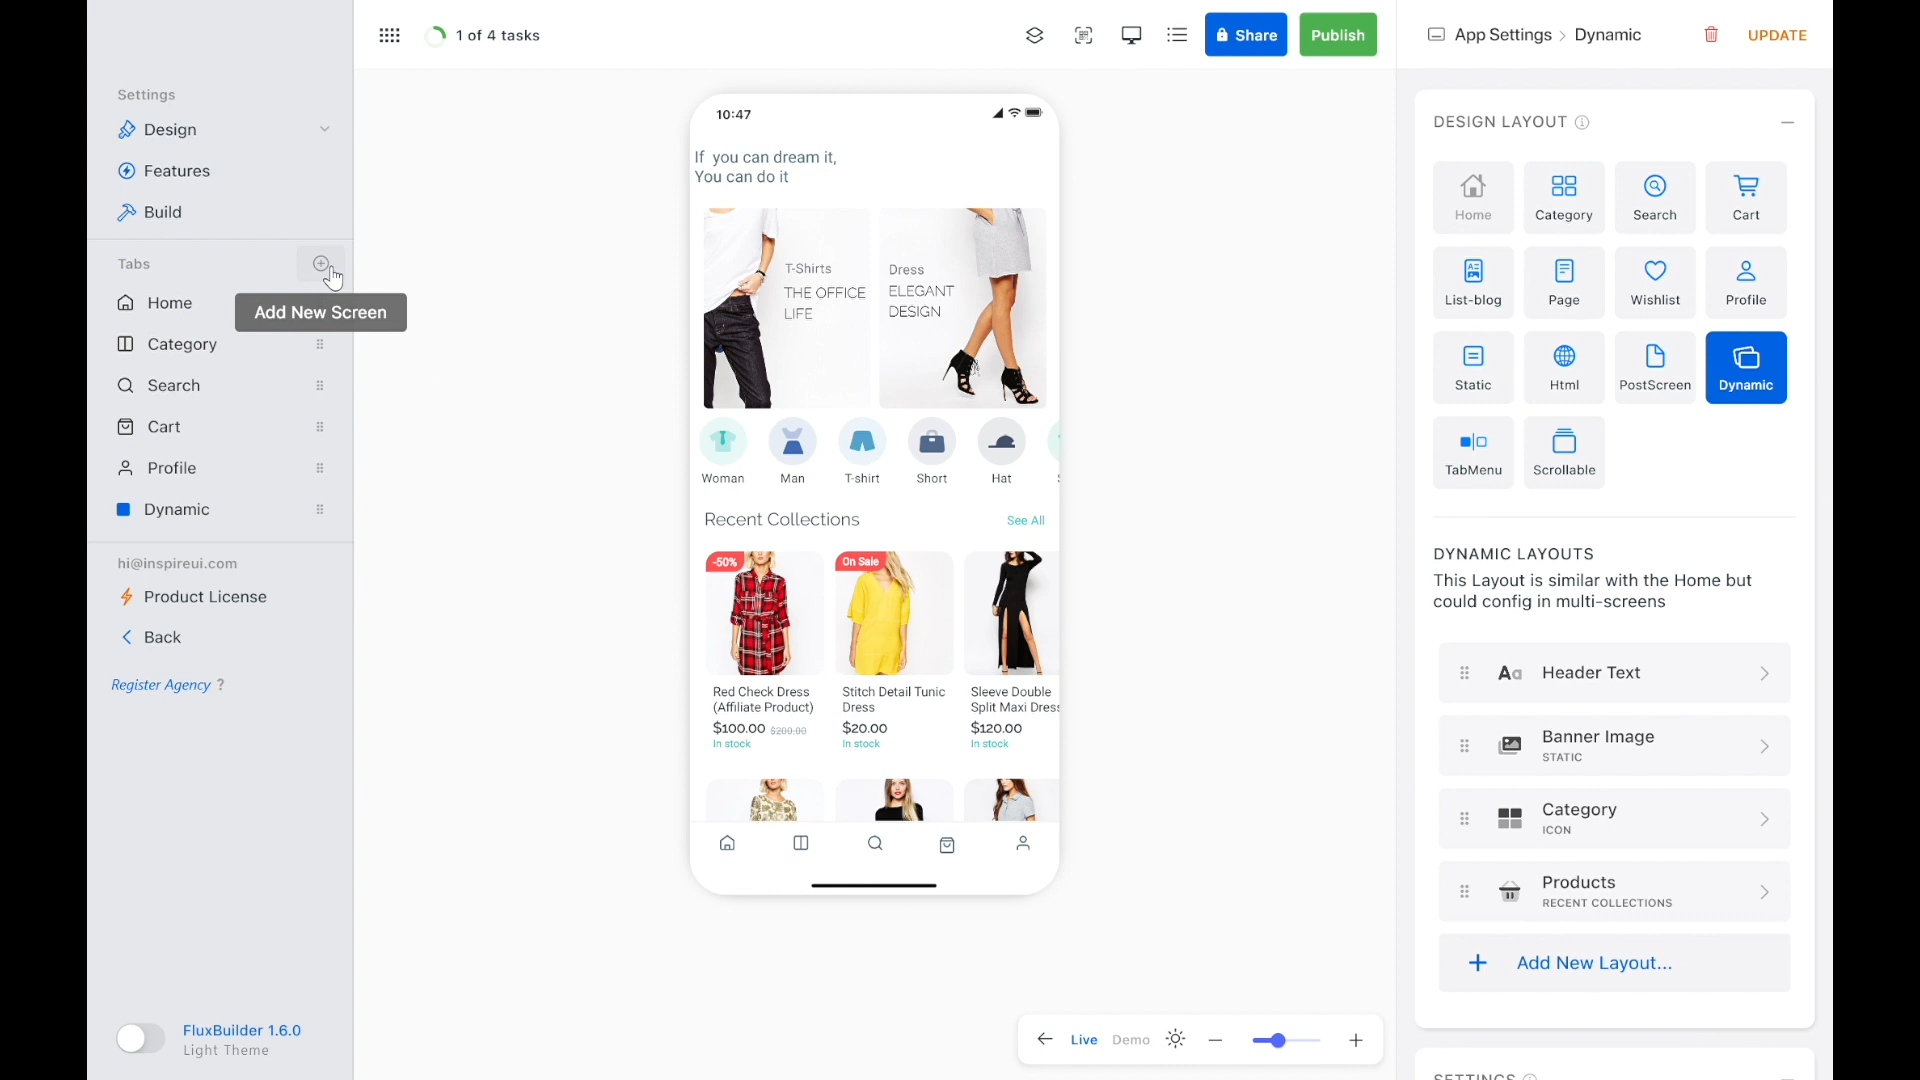 Settings
Design
Features
Build
Tabs
Home
Add New Screen
Category
Search
Cart
Profile
Dynamic
hi@inspireui.com
Product License
Back
Register Agency ?
FluxBuilder 1.6.0
Light Theme
1 of 4 tasks
Share
Publish
10:47
If you can dream it,
You can do it
T-Shirts
THE OFFICE
LIFE
Dress
ELEGANT
DESIGN
Woman
Man
T-shirt
Short
Hat
Recent Collections
See All
-50%
On Sale
Red Check Dress
(Affiliate Product)
$100.00 $200.00
In stock
Stitch Detail Tunic
Dress
$20.00
In stock
Sleeve Double
Split Maxi Dress
$120.00
In stock
Live
Demo
App Settings > Dynamic
UPDATE
DESIGN LAYOUT
Home
Category
Search
Cart
List-blog
Page
Wishlist
Profile
Static
Html
PostScreen
Dynamic
TabMenu
Scrollable
DYNAMIC LAYOUTS
This Layout is similar with the Home but
could config in multi-screens
Aa Header Text
Banner Image
STATIC
Category
ICON
Products
RECENT COLLECTIONS
+ Add New Layout...
SETTINGS